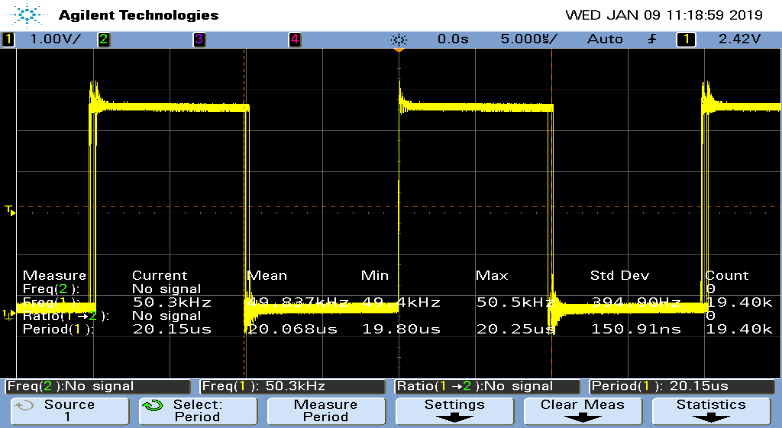 Agilent Technologies WED JAN 09 11:18:59 2019
1 1.00V/ 2 3 4 0.0s 5.000us/ Auto 1 2.42V
T
Measure Current Mean Min Max Std Dev Count
Freq(2): No signal 0
Freq(1): 50.3kHz 49.837kHz 49.4kHz 50.5kHz 394.90Hz 19.40k
Ratio(1→2): No signal 0
Period(1): 20.15us 20.068us 19.80us 20.25us 150.91ns 19.40k
Freq(2):No signal Freq(1): 50.3kHz Ratio(1→2):No signal Period(1): 20.15us
Source Select: Measure Settings Clear Meas Statistics
1 Period Period